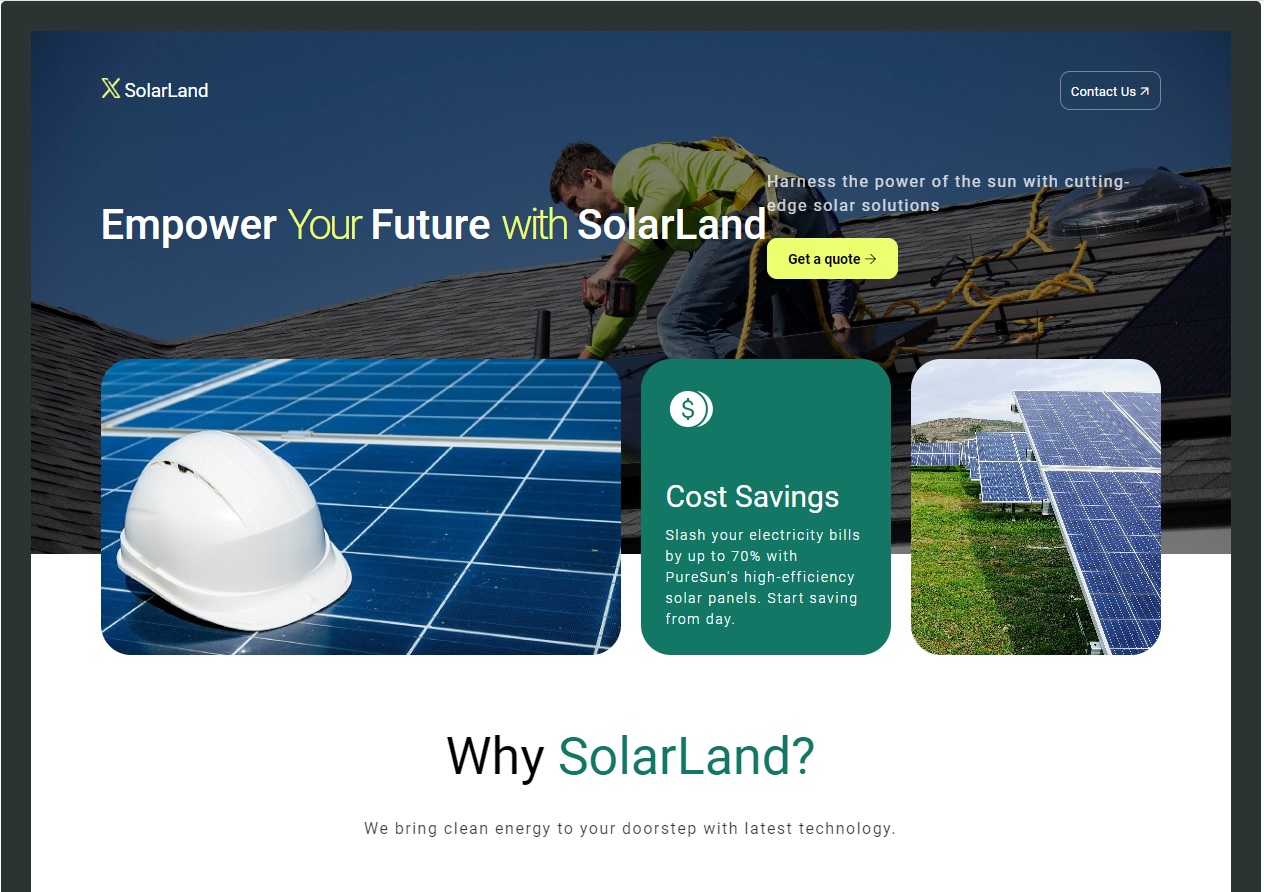 SolarLand
Contact Us
Empower Your Future with SolarLand
Harness the power of the sun with cutting-
edge solar solutions
Get a quote
$
Cost Savings
Slash your electricity bills
by up to 70% with
PureSun's high-efficiency
solar panels. Start saving
from day.
Why SolarLand?
We bring clean energy to your doorstep with latest technology.